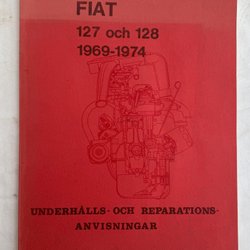 FIAT
127 och 128
1969-1974
UNDERHÅLLS- OCH REPARATIONS-
ANVISNINGAR